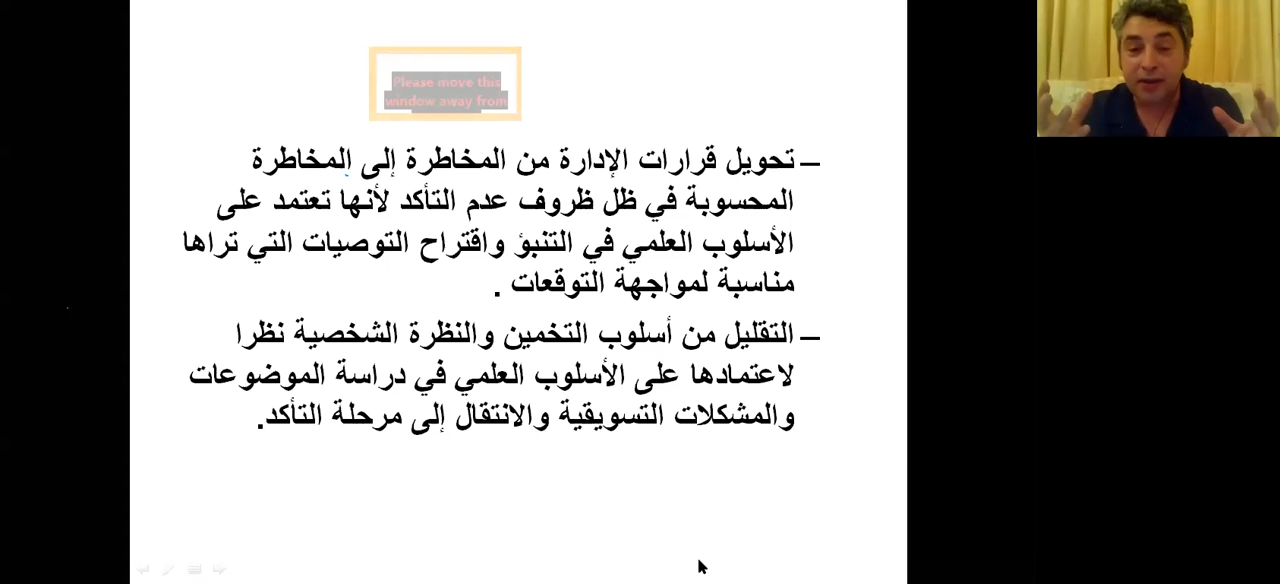 Please move this
window away from
– تحويل قرارات الإدارة من المخاطرة إلى المخاطرة
المحسوبة في ظل ظروف عدم التأكد لأنها تعتمد على
الأسلوب العلمي في التنبؤ واقتراح التوصيات التي تراها
مناسبة لمواجهة التوقعات .
– التقليل من أسلوب التخمين والنظرة الشخصية نظرا
لاعتمادها على الأسلوب العلمي في دراسة الموضوعات
والمشكلات التسويقية والانتقال إلى مرحلة التأكد.